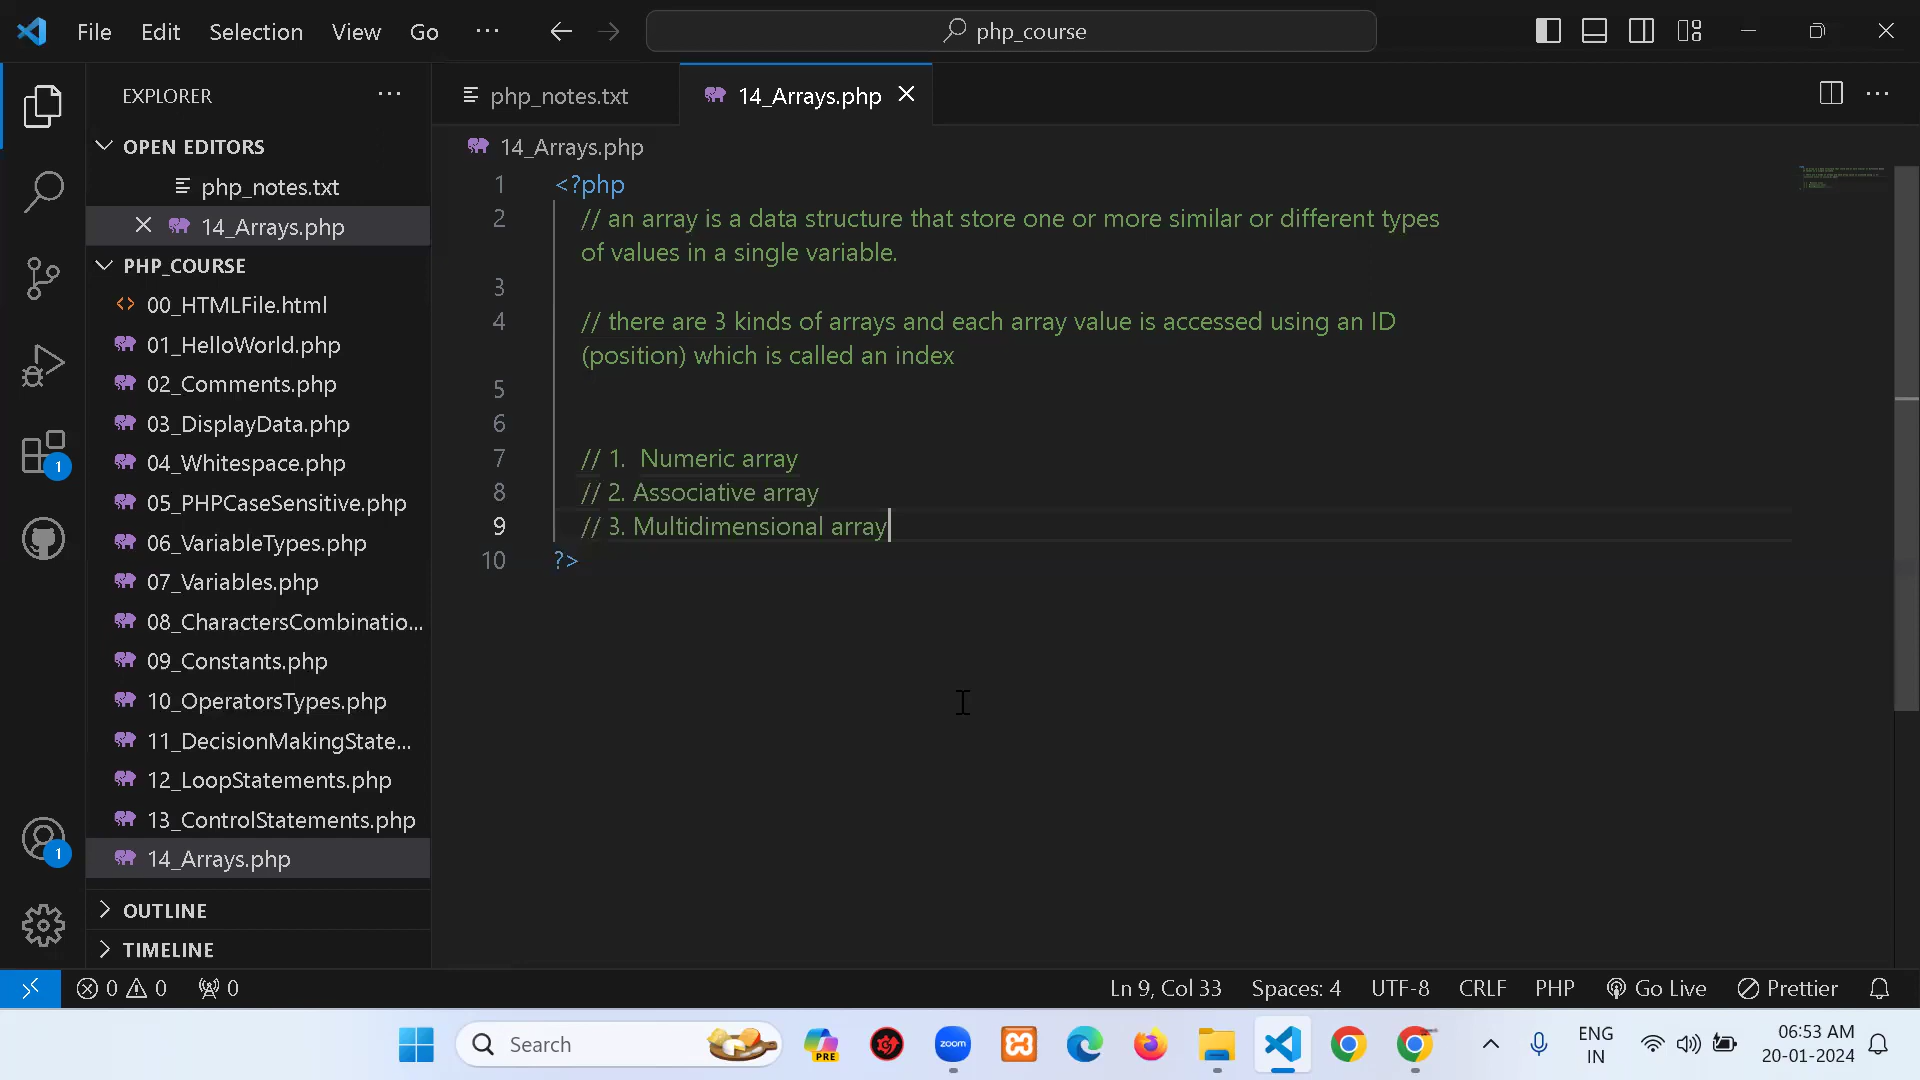 File Edit Selection View Go ··· php_course
EXPLORER ···
OPEN EDITORS
php_notes.txt
14_Arrays.php
PHP_COURSE
00_HTMLFile.html
01_HelloWorld.php
02_Comments.php
03_DisplayData.php
04_Whitespace.php
05_PHPCaseSensitive.php
06_VariableTypes.php
07_Variables.php
08_CharactersCombinatio...
09_Constants.php
10_OperatorsTypes.php
11_DecisionMakingState...
12_LoopStatements.php
13_ControlStatements.php
14_Arrays.php
OUTLINE
TIMELINE
1
1
php_notes.txt 14_Arrays.php
14_Arrays.php
1 <?php
2 // an array is a data structure that store one or more similar or different types
of values in a single variable.
3
4 // there are 3 kinds of arrays and each array value is accessed using an ID
(position) which is called an index
5
6
7 // 1.  Numeric array
8 // 2. Associative array
9 // 3. Multidimensional array
10 ?>
0 0 0 Ln 9, Col 33 Spaces: 4 UTF-8 CRLF PHP Go Live Prettier
Search PRE zoom ENG
IN
06:53 AM
20-01-2024